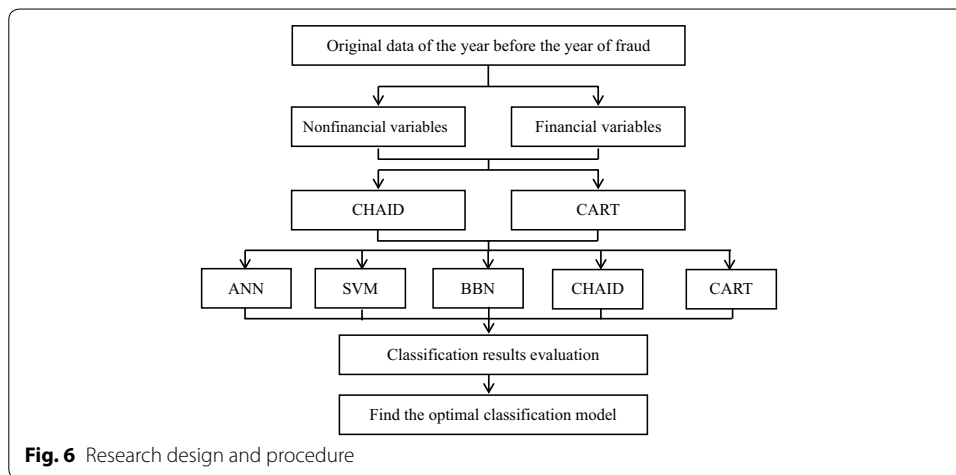 Original data of the year before the year of fraud
Nonfinancial variables
Financial variables
CHAID
CART
ANN
SVM
BBN
CHAID
CART
Classification results evaluation
Find the optimal classification model
Fig. 6 Research design and procedure